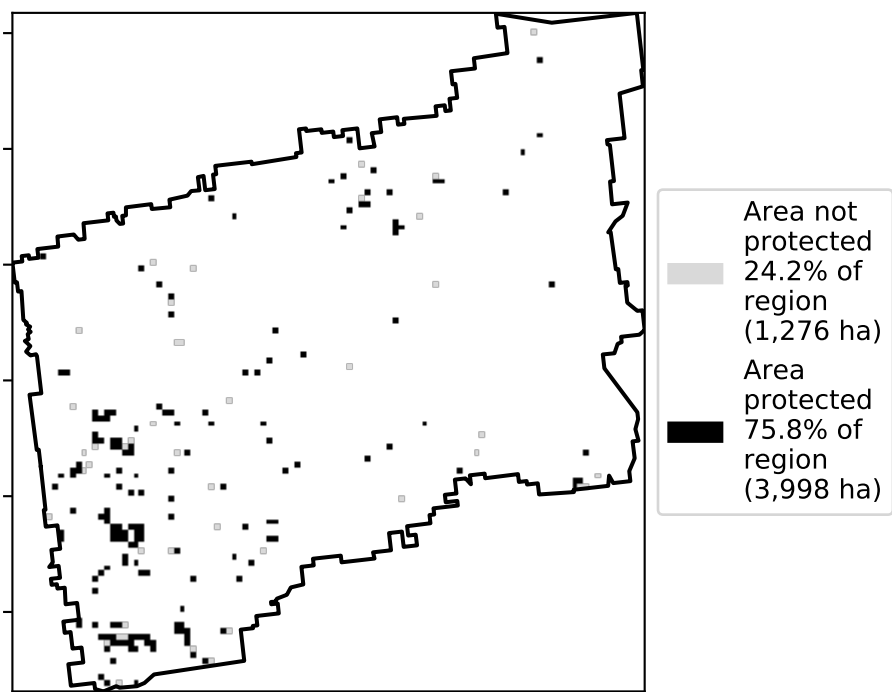 Area not
protected
24.2% of
region
(1,276 ha)
Area
protected
75.8% of
region
(3,998 ha)